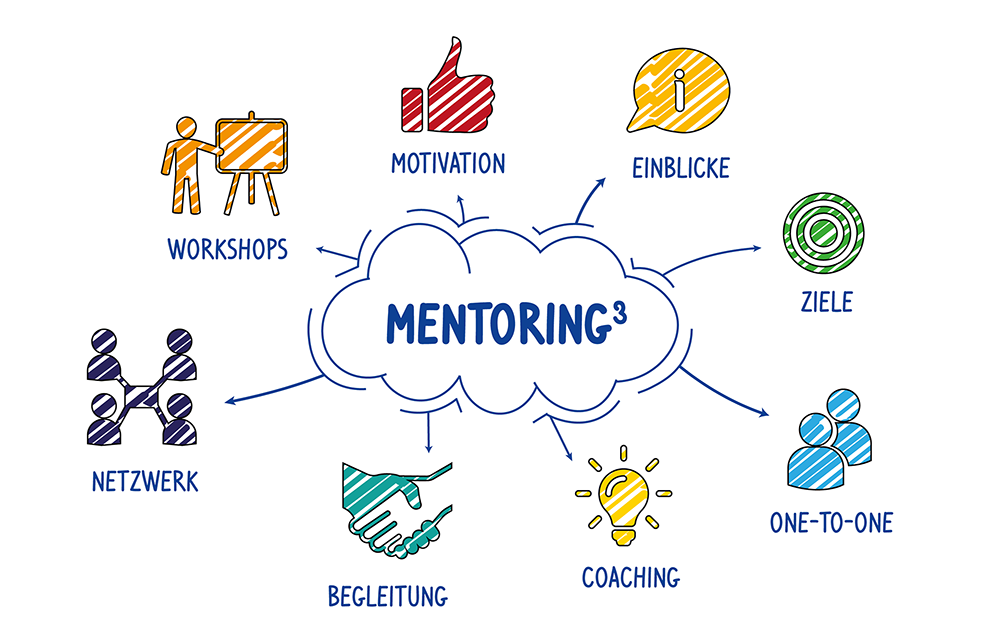 MOTIVATION
EINBLICKE
WORKSHOPS
ZIELE
MENTORING³
NETZWERK
ONE-TO-ONE
COACHING
BEGLEITUNG